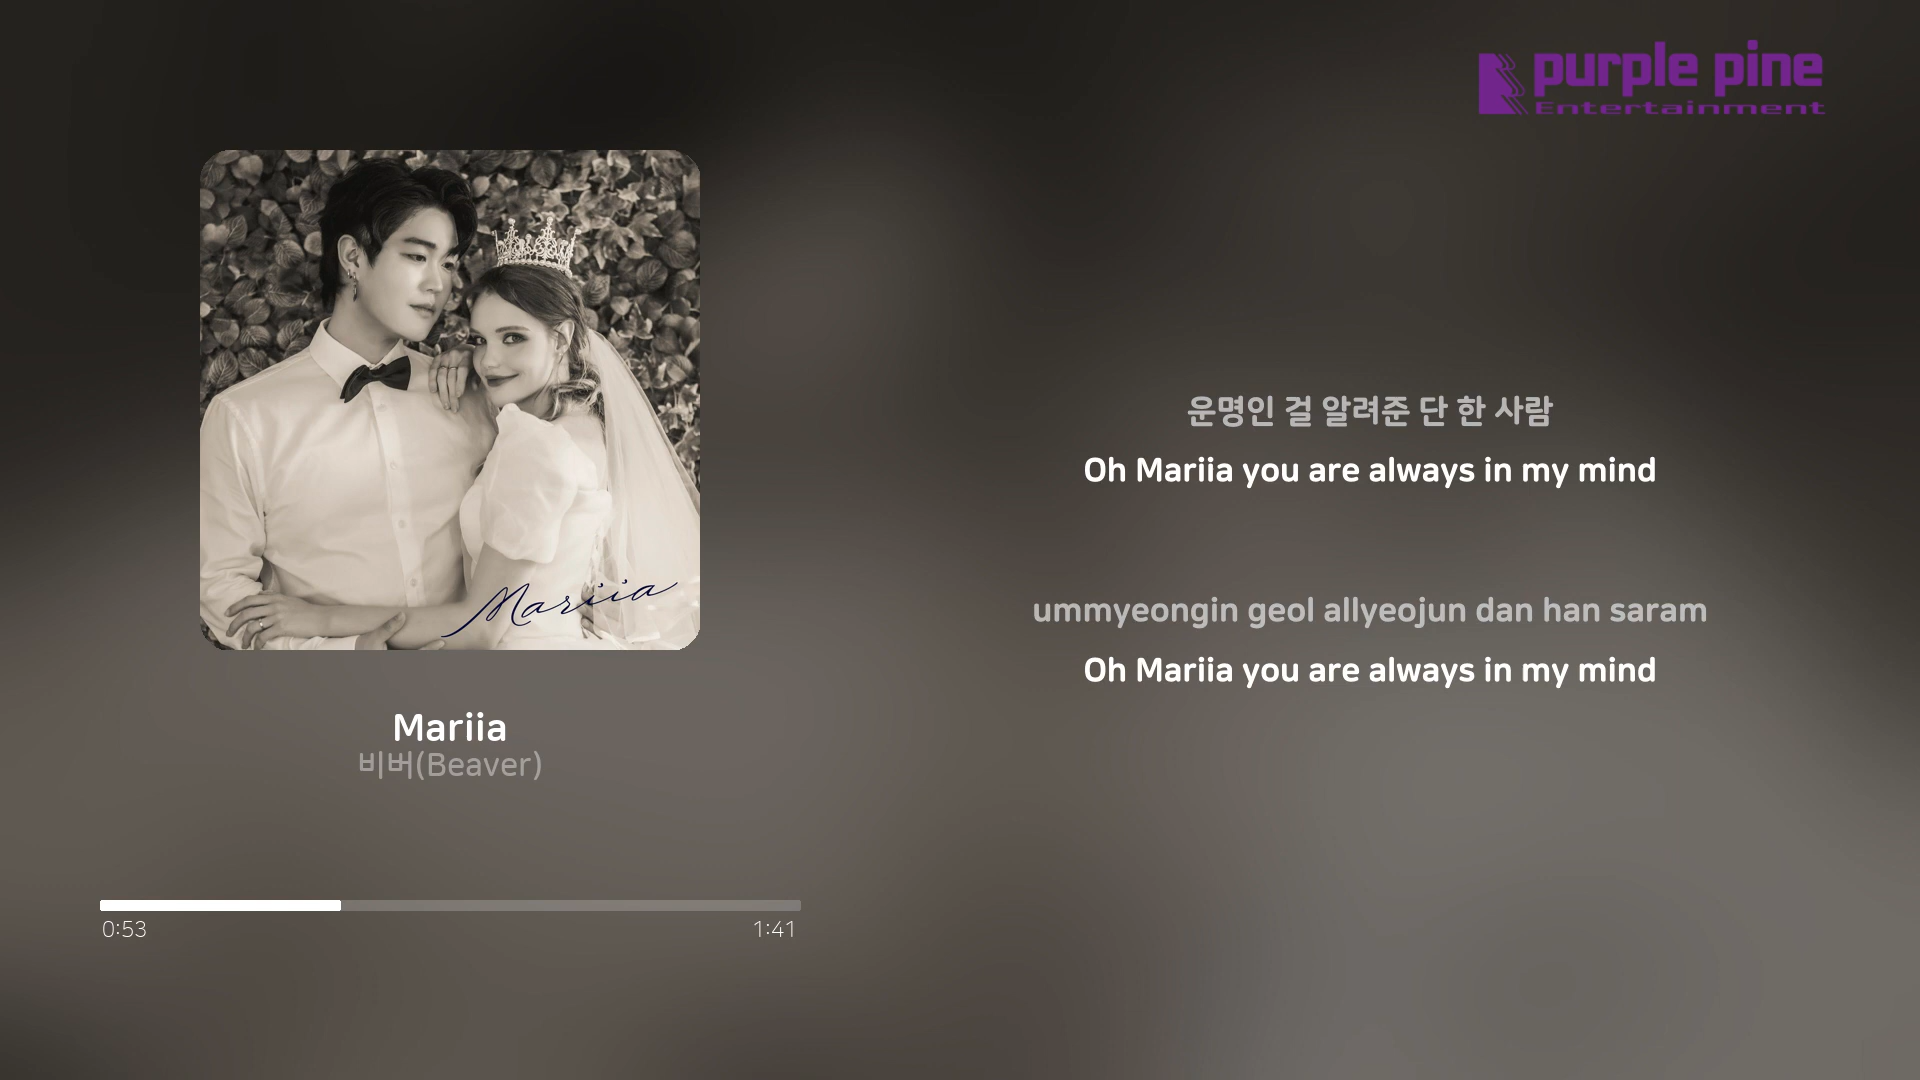 purple pine
Entertainment
Mariia
Mariia
비버(Beaver)
0:53
1:41
운명인 걸 알려준 단 한 사람
Oh Mariia you are always in my mind
ummyeongin geol allyeojun dan han saram
Oh Mariia you are always in my mind